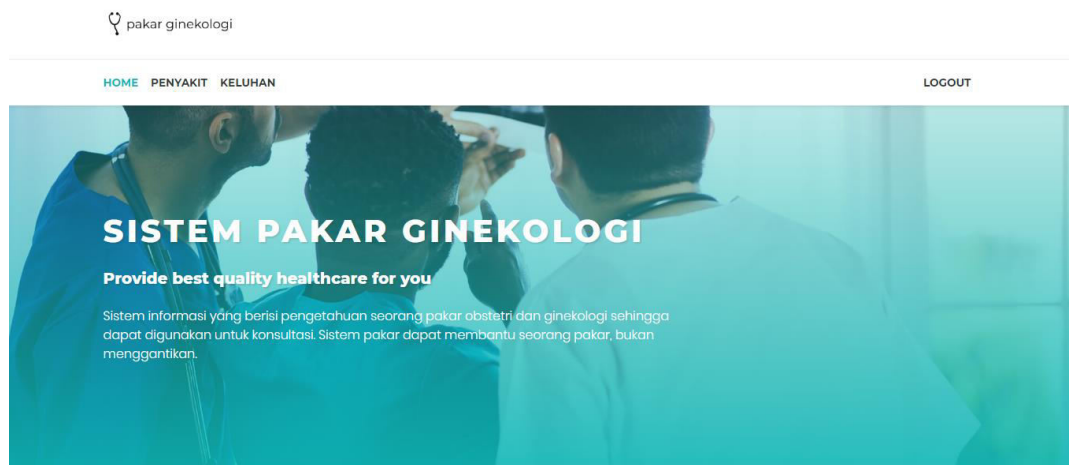 pakar ginekologi
HOME PENYAKIT KELUHAN LOGOUT
SISTEM PAKAR GINEKOLOGI
Provide best quality healthcare for you
Sistem informasi yang berisi pengetahuan seorang pakar obstetri dan ginekologi sehingga
dapat digunakan untuk konsultasi. Sistem pakar dapat membantu seorang pakar, bukan
menggantikan.